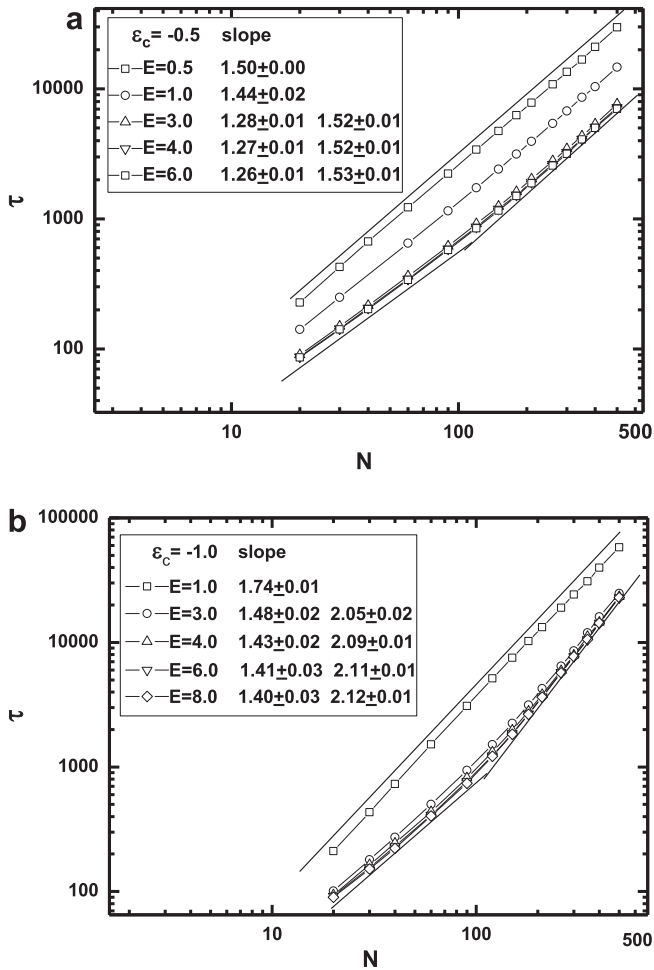 a
ε_c = -0.5 slope
E=0.5 1.50±0.00
E=1.0 1.44±0.02
E=3.0 1.28±0.01 1.52±0.01
E=4.0 1.27±0.01 1.52±0.01
E=6.0 1.26±0.01 1.53±0.01
10000
1000
100
τ
10 100 500
N
b
100000
ε_c = -1.0 slope
E=1.0 1.74±0.01
E=3.0 1.48±0.02 2.05±0.02
E=4.0 1.43±0.02 2.09±0.01
E=6.0 1.41±0.03 2.11±0.01
E=8.0 1.40±0.03 2.12±0.01
10000
1000
100
τ
10 100 500
N